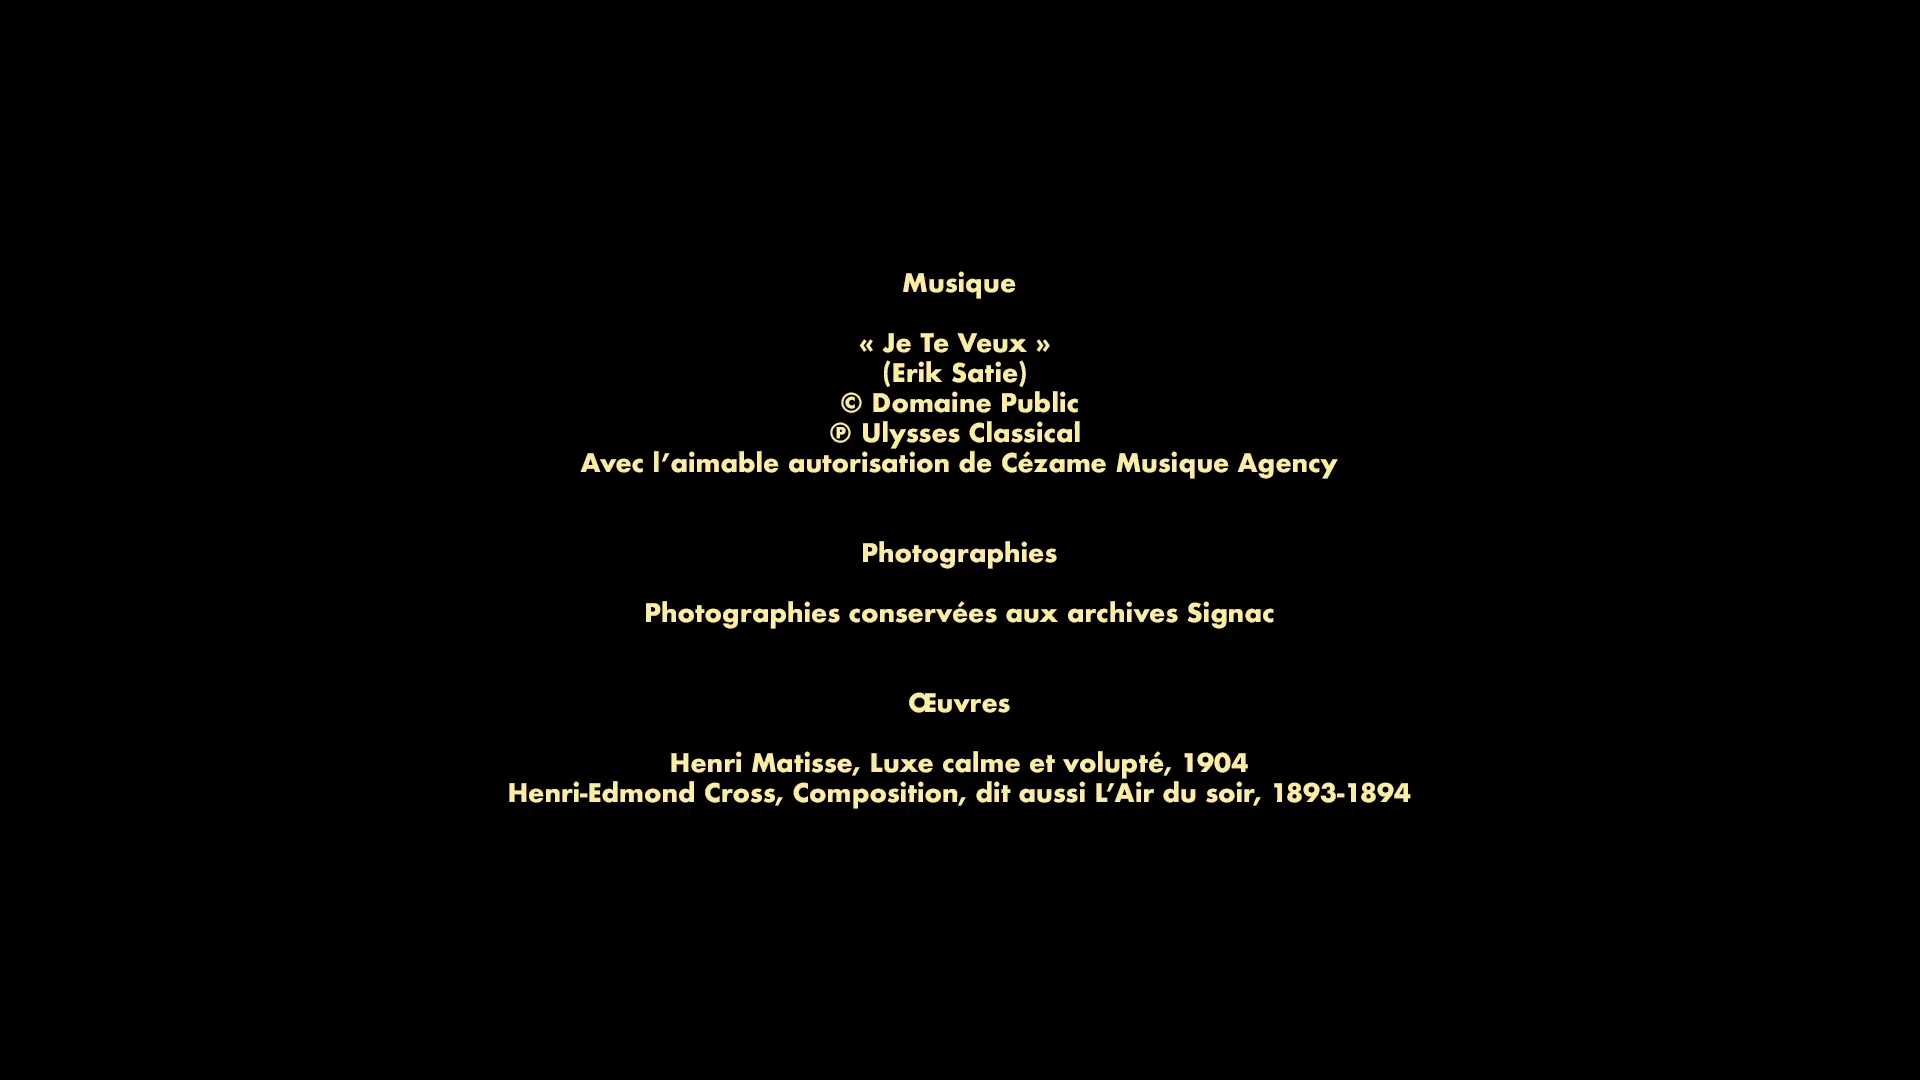 Musique
« Je Te Veux »
(Erik Satie)
© Domaine Public
℗ Ulysses Classical
Avec l’aimable autorisation de Cézame Musique Agency
Photographies
Photographies conservées aux archives Signac
Œuvres
Henri Matisse, Luxe calme et volupté, 1904
Henri-Edmond Cross, Composition, dit aussi L’Air du soir, 1893-1894